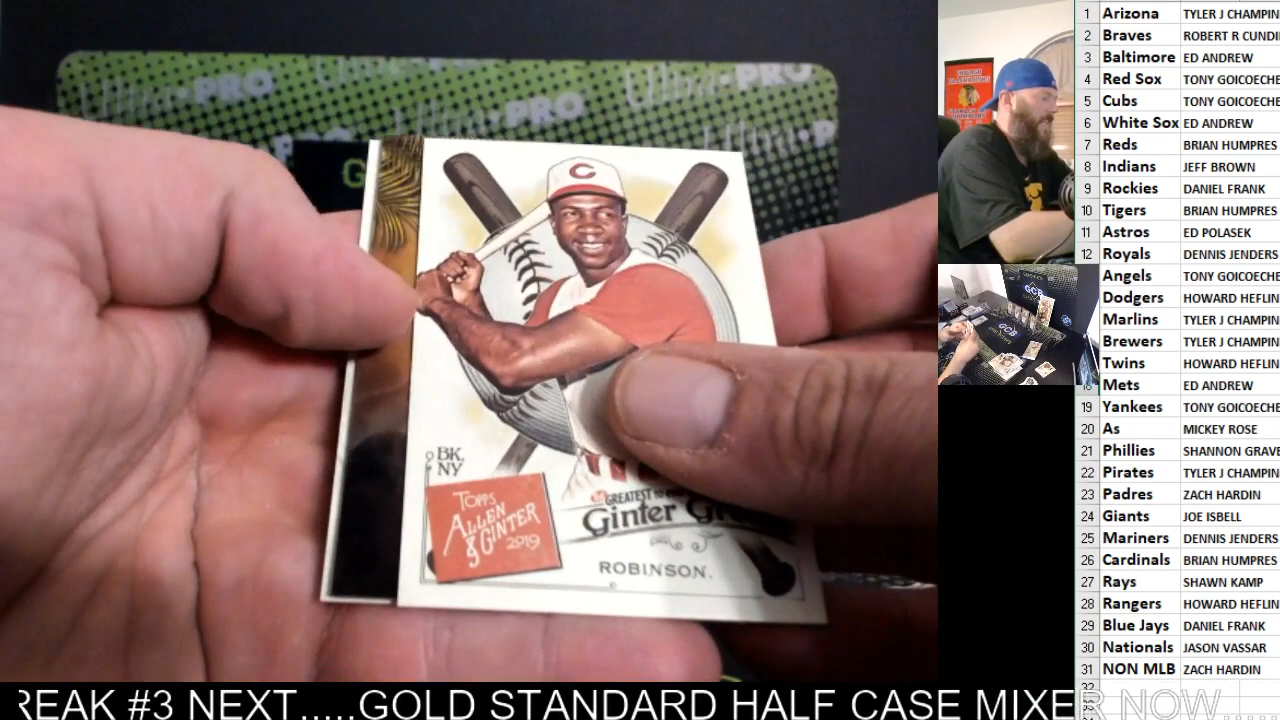 Ultra-PRO
C
BK.
NY
TOPPS
ALLEN
&
GINTER
2019
GREATEST
Ginter
ROBINSON.
GCB
1 Arizona TYLER J CHAMPIN
2 Braves ROBERT R CUNDI
3 Baltimore ED ANDREW
4 Red Sox TONY GOICOECHE
5 Cubs TONY GOICOECHE
6 White Sox ED ANDREW
7 Reds BRIAN HUMPRES
8 Indians JEFF BROWN
9 Rockies DANIEL FRANK
10 Tigers BRIAN HUMPRES
11 Astros ED POLASEK
12 Royals DENNIS JENDERS
Angels TONY GOICOECHE
Dodgers HOWARD HEFLIN
Marlins TYLER J CHAMPIN
Brewers TYLER J CHAMPIN
Twins HOWARD HEFLIN
Mets ED ANDREW
19 Yankees TONY GOICOECHE
20 As MICKEY ROSE
21 Phillies SHANNON GRAVE
22 Pirates TYLER J CHAMPIN
23 Padres ZACH HARDIN
24 Giants JOE ISBELL
25 Mariners DENNIS JENDERS
26 Cardinals BRIAN HUMPRES
27 Rays SHAWN KAMP
28 Rangers HOWARD HEFLIN
29 Blue Jays DANIEL FRANK
30 Nationals JASON VASSAR
31 NON MLB ZACH HARDIN
REAK #3 NEXT.....GOLD STANDARD HALF CASE MIXER NOW......